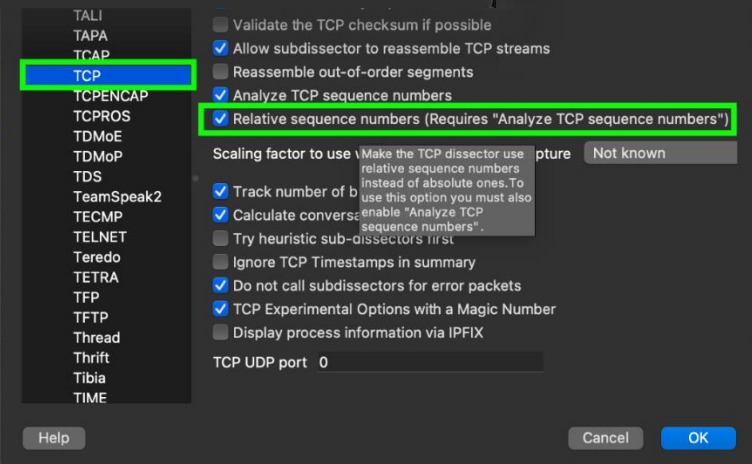 TALI
TAPA
TCAP
TCP
TCPENCAP
TCPROS
TDMoE
TDMoP
TDS
TeamSpeak2
TECMP
TELNET
Teredo
TETRA
TFP
TFTP
Thread
Thrift
Tibia
TIME
Validate the TCP checksum if possible
Allow subdissector to reassemble TCP streams
Reassemble out-of-order segments
Analyze TCP sequence numbers
Relative sequence numbers (Requires "Analyze TCP sequence numbers")
Scaling factor to use pture Not known
Make the TCP dissector use
relative sequence numbers
instead of absolute ones.To
use this option you must also
enable "Analyze TCP
sequence numbers".
Track number of b
Calculate conversa
Try heuristic sub-dissectors first
Ignore TCP Timestamps in summary
Do not call subdissectors for error packets
TCP Experimental Options with a Magic Number
Display process information via IPFIX
TCP UDP port 0
Help
Cancel
OK